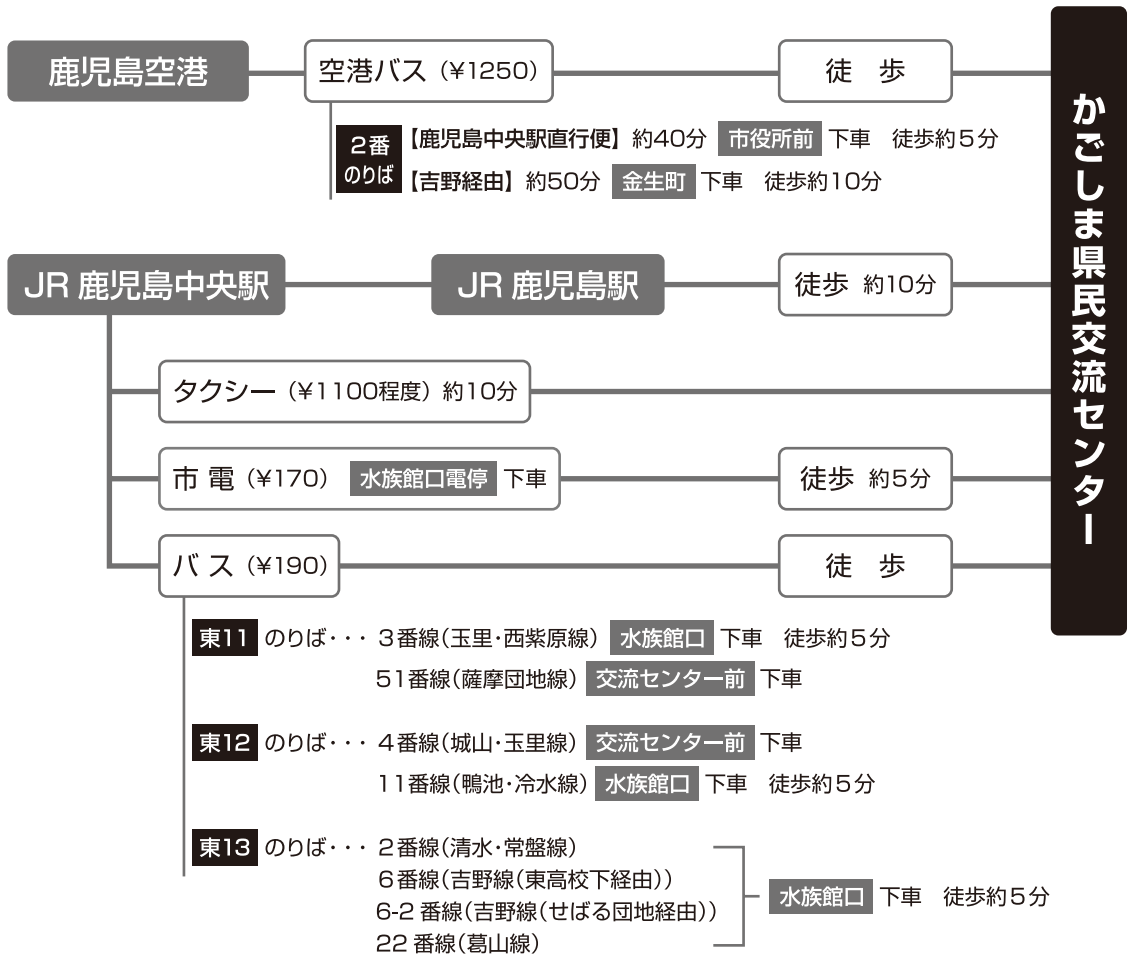 鹿児島空港 空港バス（¥1250） 徒 歩
2番のりば
【鹿児島中央駅直行便】 約40分 市役所前 下車 徒歩約5分
【吉野経由】 約50分 金生町 下車 徒歩約10分
JR 鹿児島中央駅 JR 鹿児島駅 徒歩 約10分
タクシー（¥1100程度）約10分
市 電（¥170） 水族館口電停 下車 徒歩 約5分
バ ス（¥190） 徒 歩
東11 のりば・・・ 3番線（玉里・西紫原線） 水族館口 下車 徒歩約5分
51番線（薩摩団地線） 交流センター前 下車
東12 のりば・・・ 4番線（城山・玉里線） 交流センター前 下車
11番線（鴨池・冷水線） 水族館口 下車 徒歩約5分
東13 のりば・・・ 2番線（清水・常盤線）
6番線（吉野線（東高校下経由））
6-2 番線（吉野線（せばる団地経由））
22 番線（葛山線）
水族館口 下車 徒歩約5分
かごしま県民交流センター